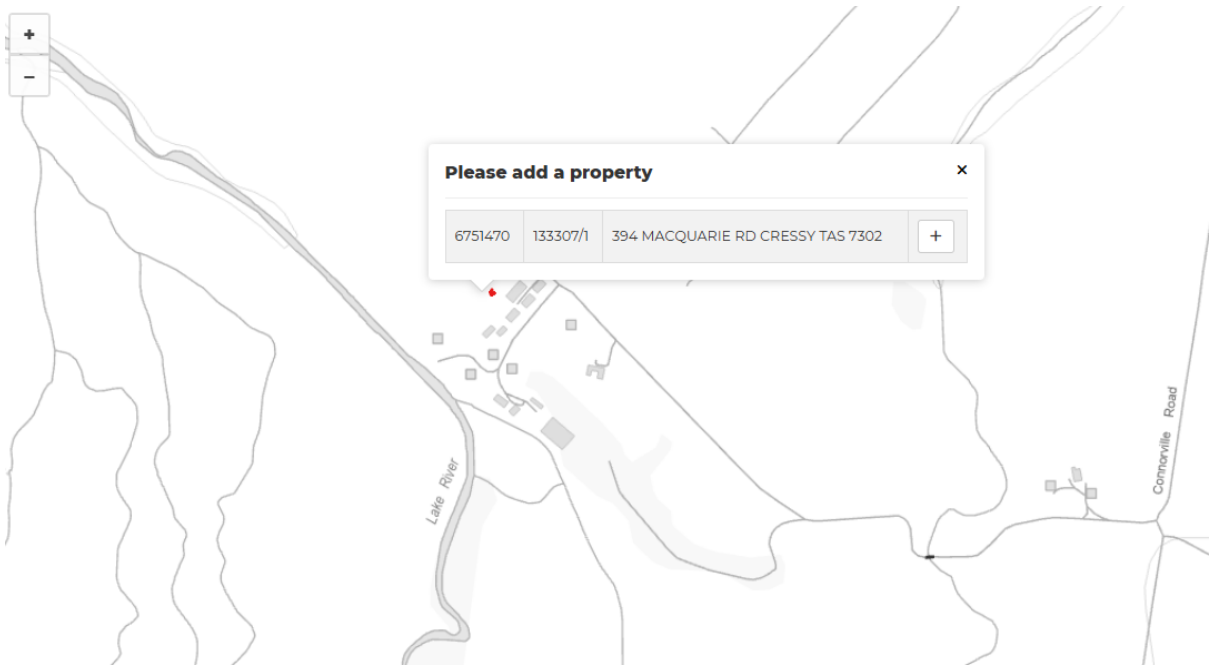 +
−
Please add a property ×
6751470 133307/1 394 MACQUARIE RD CRESSY TAS 7302 +
Lake River
Connorville Road